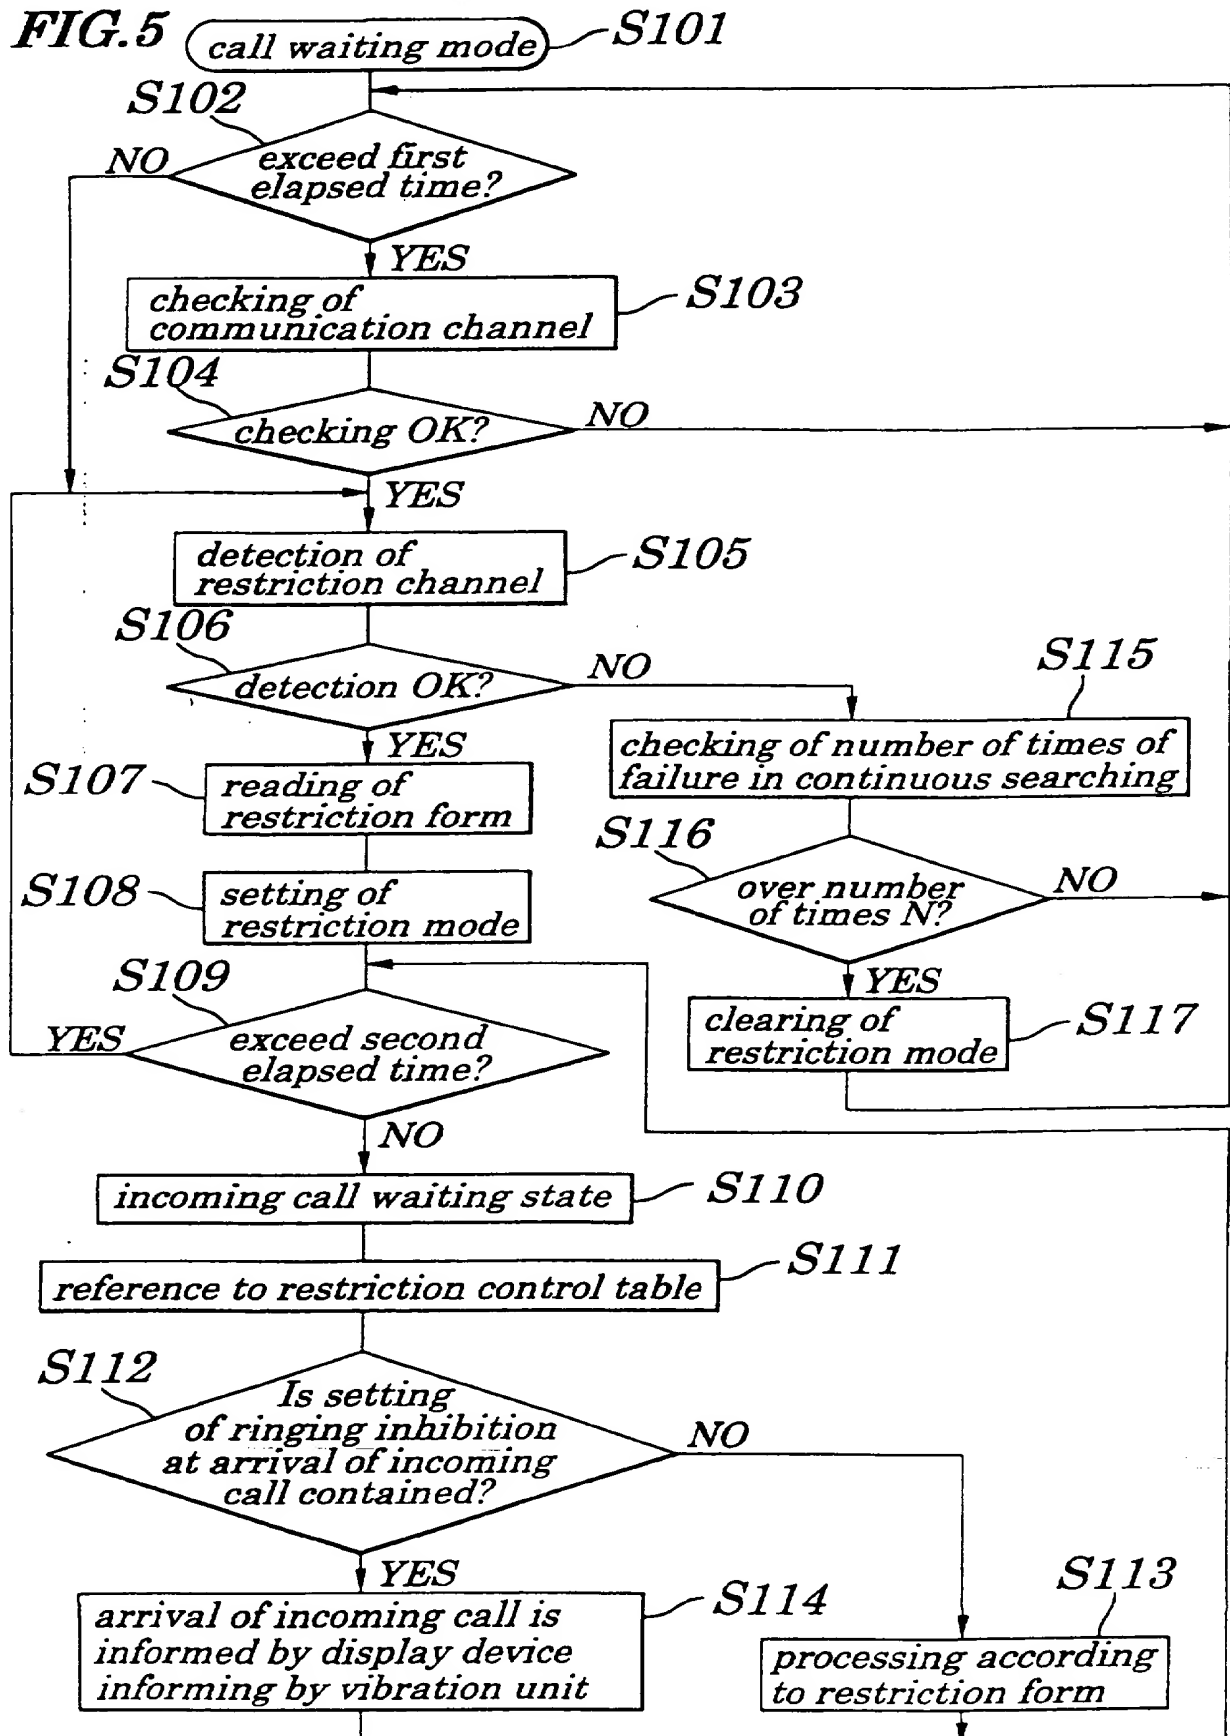 FIG.5
call waiting mode
S101
S102
NO
exceed first
elapsed time?
YES
checking of
communication channel
S103
S104
checking OK?
NO
YES
detection of
restriction channel
S105
S106
detection OK?
NO
YES
S115
checking of number of times of
failure in continuous searching
S107
reading of
restriction form
S116
over number
of times N?
NO
S108
setting of
restriction mode
S109
YES
exceed second
elapsed time?
YES
clearing of
restriction mode
S117
NO
incoming call waiting state
S110
reference to restriction control table
S111
S112
Is setting
of ringing inhibition
at arrival of incoming
call contained?
NO
YES
arrival of incoming call is
informed by display device
informing by vibration unit
S114
S113
processing according
to restriction form